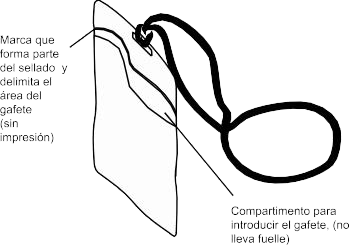 Marca que
forma parte
del sellado y
delimita el
área del
gafete
(sin
impresión)
Compartimento para
introducir el gafete. (no
lleva fuelle)